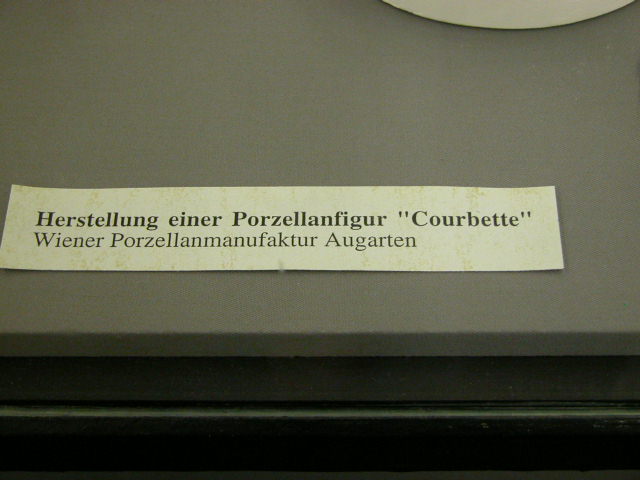 Herstellung einer Porzellanfigur "Courbette"
Wiener Porzellanmanufaktur Augarten